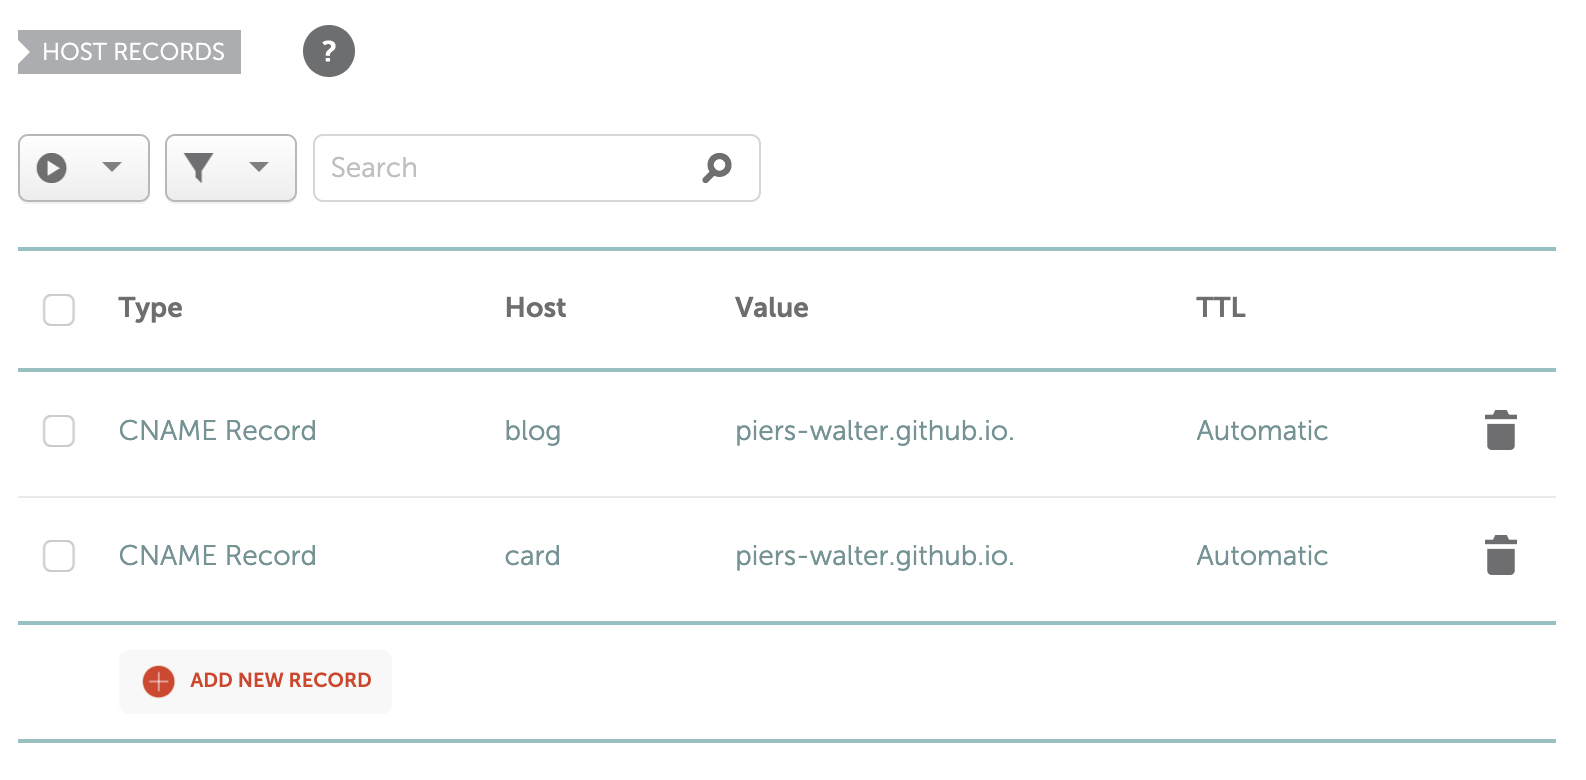 HOST RECORDS ?
Search
Type Host Value TTL
CNAME Record blog piers-walter.github.io. Automatic
CNAME Record card piers-walter.github.io. Automatic
ADD NEW RECORD